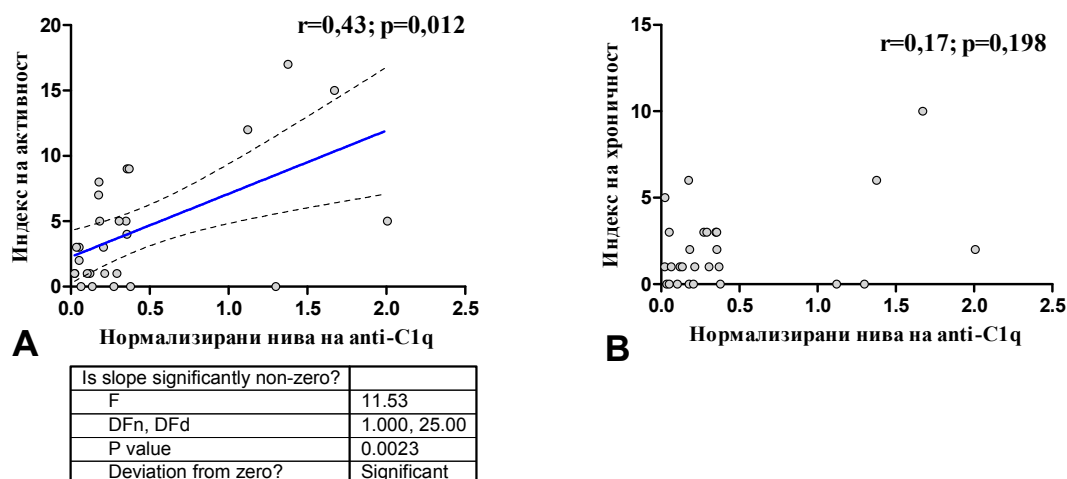 r=0,43; p=0,012
20
15
10
5
0
Индекс на активност
0.0 0.5 1.0 1.5 2.0 2.5
Нормализирани нива на anti-C1q
A
Is slope significantly non-zero?
F 11.53
DFn, DFd 1.000, 25.00
P value 0.0023
Deviation from zero? Significant
r=0,17; p=0,198
15
10
5
0
Индекс на хроничност
0.0 0.5 1.0 1.5 2.0 2.5
Нормализирани нива на anti-C1q
B